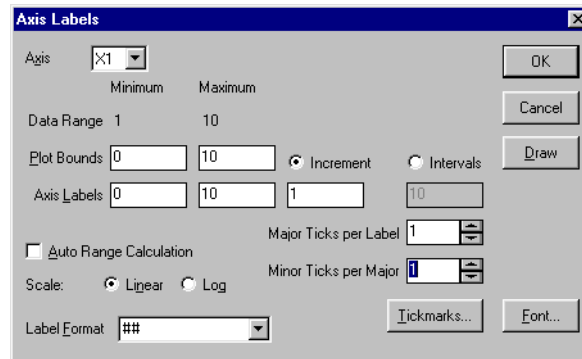 Axis Labels
Axis X1 OK
Minimum Maximum
Cancel
Data Range 1 10
Plot Bounds 0 10 Increment Intervals Draw
Axis Labels 0 10 1 10
Major Ticks per Label 1
Auto Range Calculation
Minor Ticks per Major 1
Scale: Linear Log
Tickmarks... Font...
Label Format ##